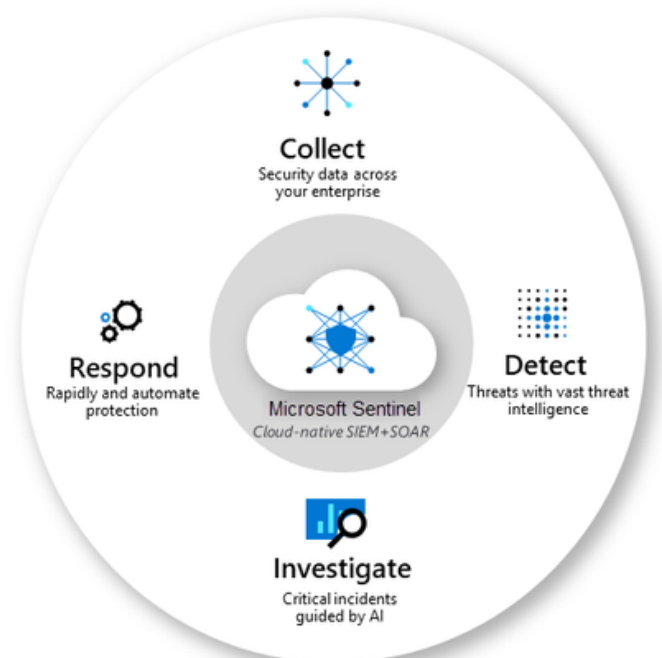 Collect
Security data across
your enterprise
Respond
Rapidly and automate
protection
Microsoft Sentinel
Cloud-native SIEM+SOAR
Detect
Threats with vast threat
intelligence
Investigate
Critical incidents
guided by AI